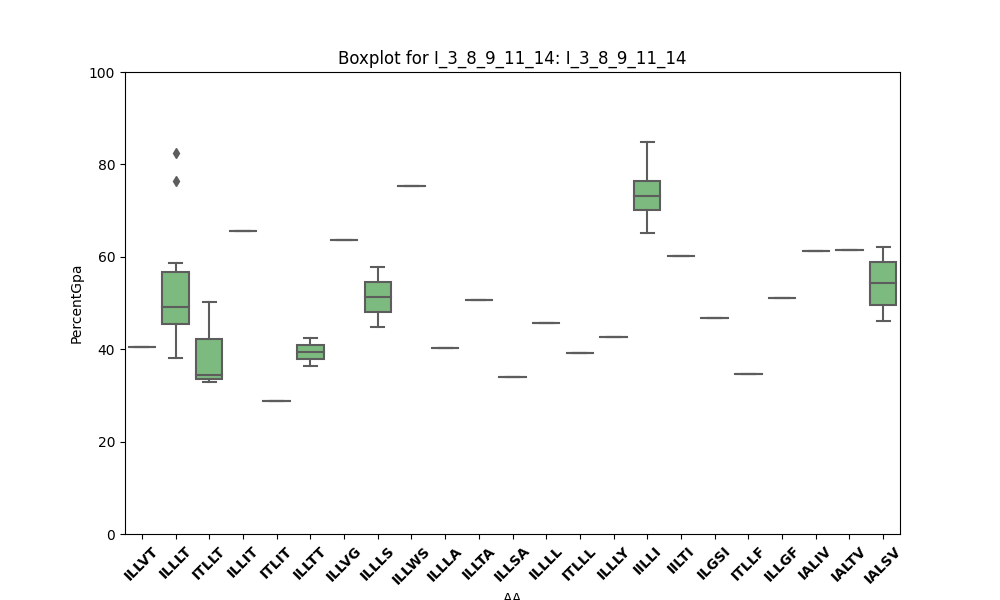 Boxplot for I_3_8_9_11_14: I_3_8_9_11_14
PercentGpa
100
80
60
40
20
0
ILLVT ILLLT ITLLT ILLIT ITLIT ILLTT ILLVG ILLLS ILLWS ILLLA ILLTA ILLSA ILLLL ITLLL ILLLY IILLI IILTI ILGSI ITLLF ILLGF IALIV IALTV IALSV
AA